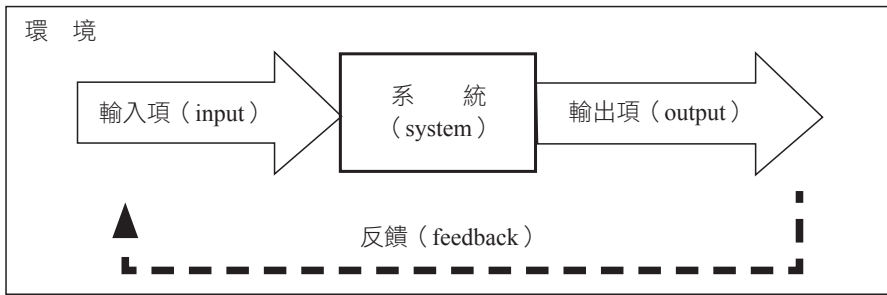 環　境
輸入項（input）
系　　統
（system）
輸出項（output）
反饋（feedback）